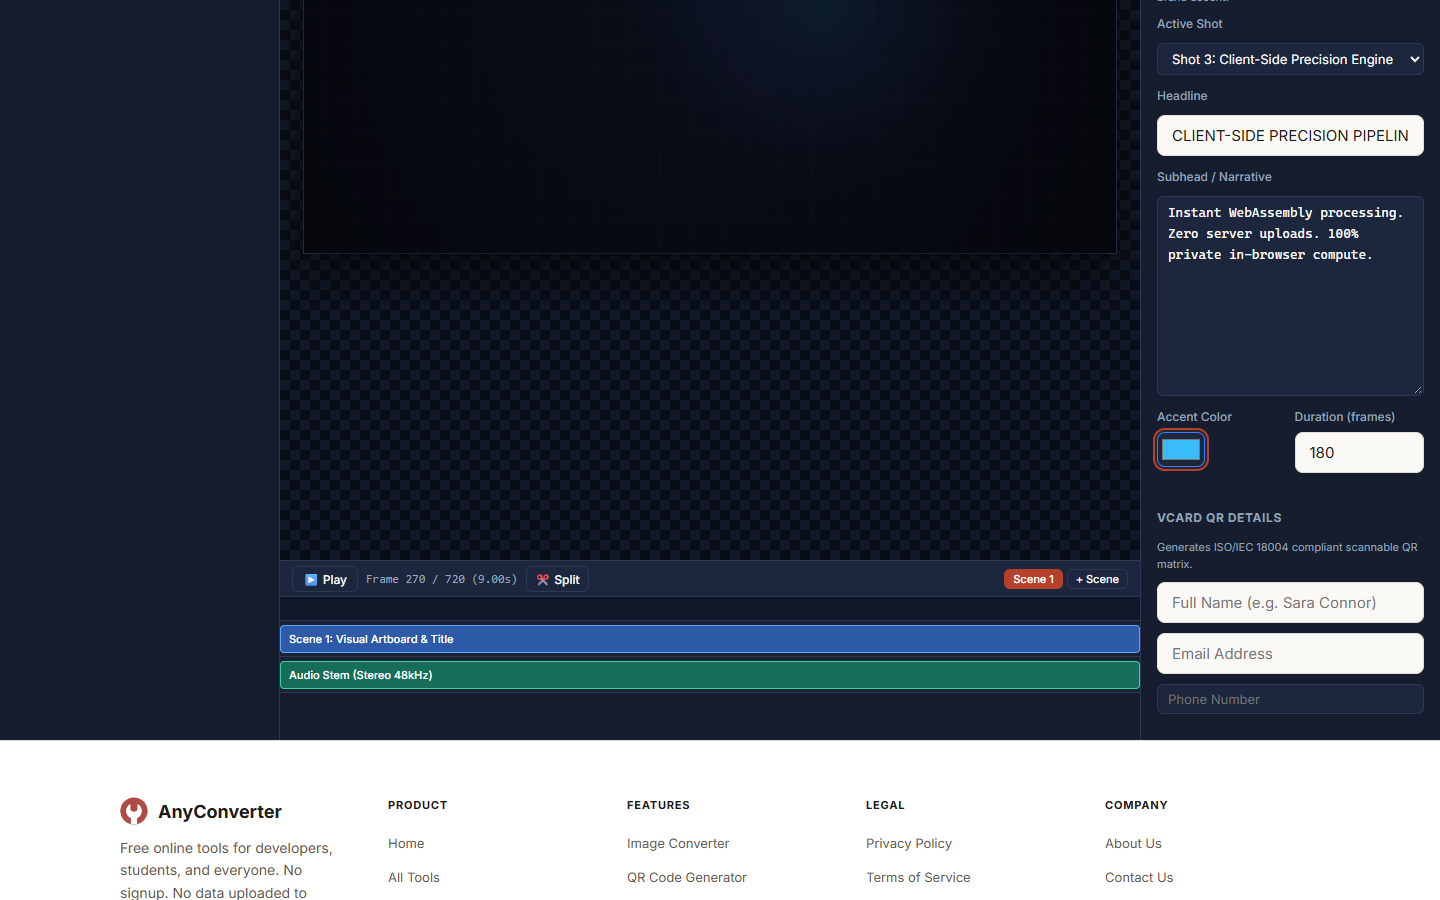 Active Shot
Shot 3: Client-Side Precision Engine
Headline
CLIENT-SIDE PRECISION PIPELIN
Subhead / Narrative
Instant WebAssembly processing.
Zero server uploads. 100%
private in-browser compute.
Accent Color
Duration (frames)
180
VCARD QR DETAILS
Generates ISO/IEC 18004 compliant scannable QR
matrix.
Full Name (e.g. Sara Connor)
Email Address
Phone Number
Play
Frame 270 / 720 (9.00s)
Split
Scene 1
+ Scene
Scene 1: Visual Artboard & Title
Audio Stem (Stereo 48kHz)
AnyConverter
Free online tools for developers,
students, and everyone. No
signup. No data uploaded to
PRODUCT
Home
All Tools
FEATURES
Image Converter
QR Code Generator
LEGAL
Privacy Policy
Terms of Service
COMPANY
About Us
Contact Us